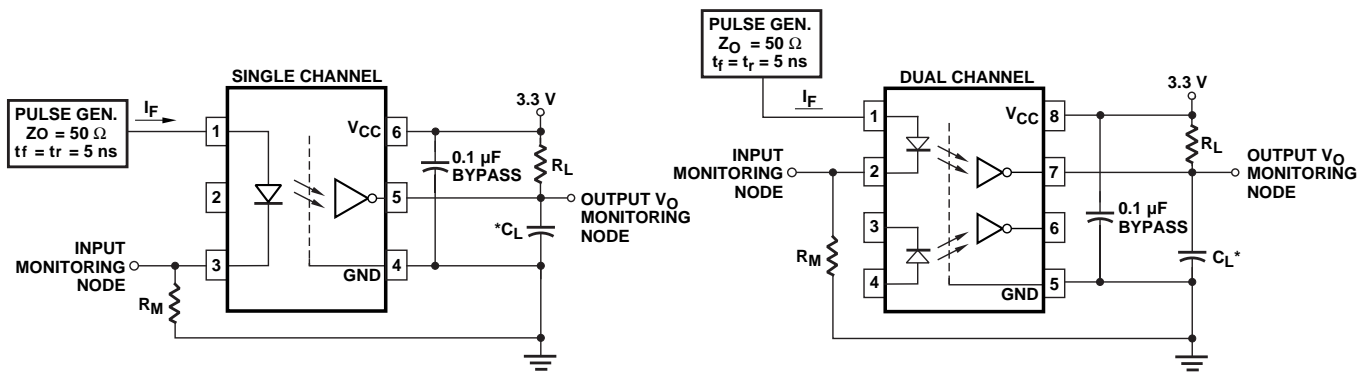 SINGLE CHANNEL
PULSE GEN.
ZO = 50 Ω
tf = tr = 5 ns
IF
1
2
3
VCC
6
5
4
GND
3.3 V
0.1 µF
BYPASS
RL
OUTPUT VO
MONITORING
NODE
*CL
INPUT
MONITORING
NODE
RM
PULSE GEN.
ZO = 50 Ω
tf = tr = 5 ns
DUAL CHANNEL
IF
1
2
3
4
VCC
8
7
6
5
GND
3.3 V
RL
OUTPUT VO
MONITORING
NODE
0.1 µF
BYPASS
CL*
INPUT
MONITORING
NODE
RM